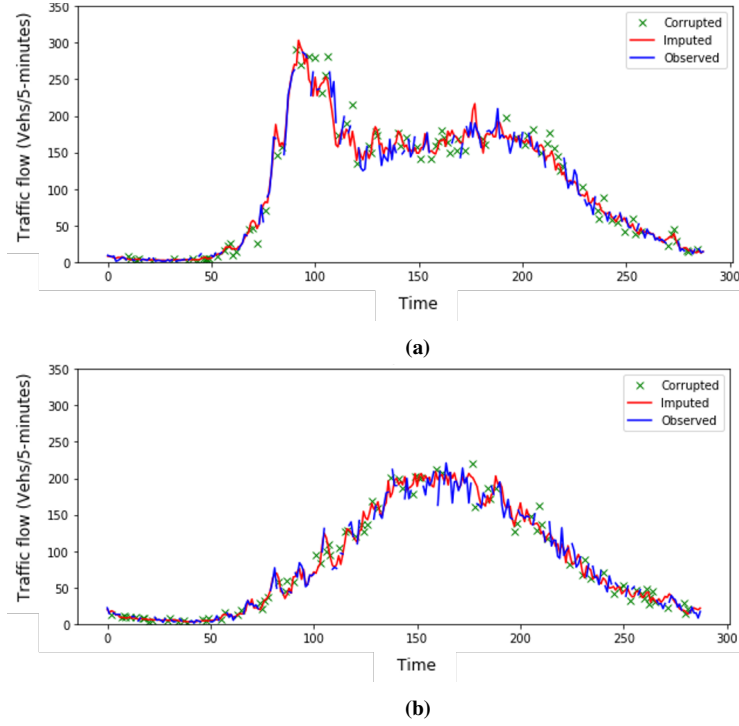 350
300
250
200
150
100
50
0
Traffic flow (Vehs/5-minutes)
Corrupted
Imputed
Observed
0 50 100 150 200 250 300
Time
(a)
350
300
250
200
150
100
50
0
Traffic flow (Vehs/5-minutes)
Corrupted
Imputed
Observed
0 50 100 150 200 250 300
Time
(b)